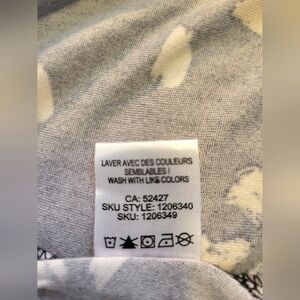 LAVER AVEC DES COULEURS
SEMBLABLES /
WASH WITH LIKE COLORS
CA: 52427
SKU STYLE: 1206340
SKU: 1206349